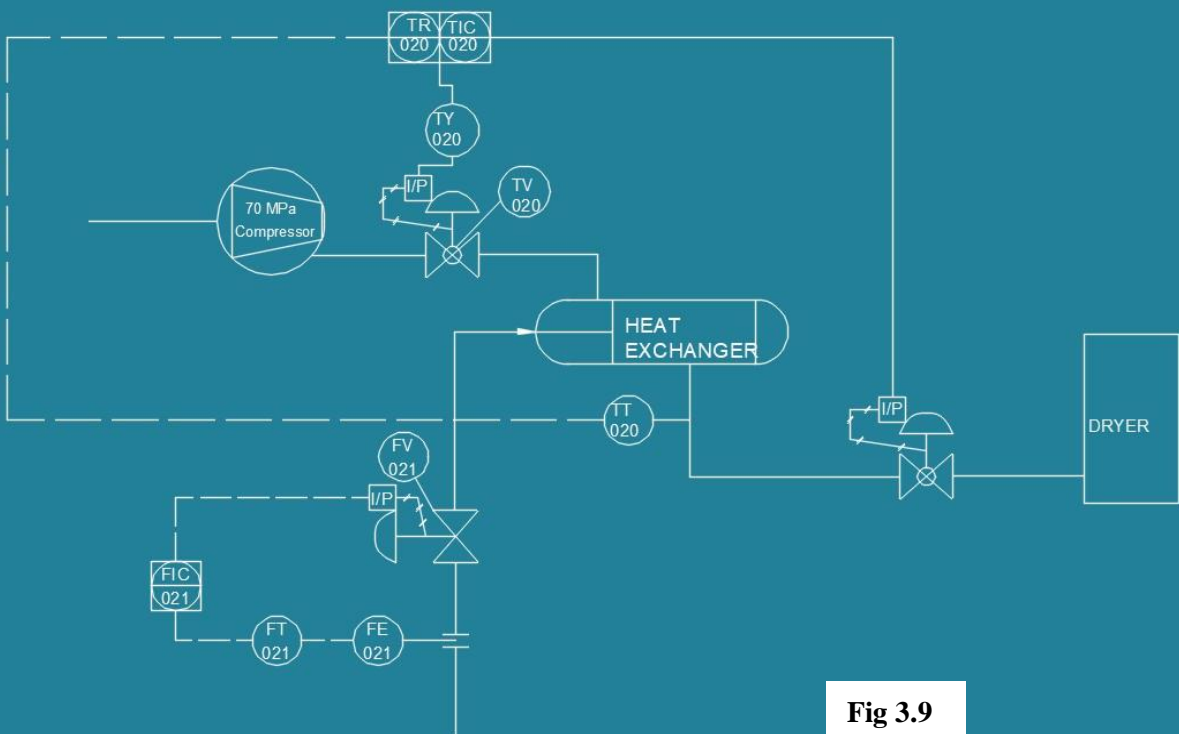 TR
020
TIC
020
TY
020
I/P
TV
020
70 MPa
Compressor
HEAT
EXCHANGER
TT
020
I/P
DRYER
FV
021
I/P
FIC
021
FT
021
FE
021
Fig 3.9